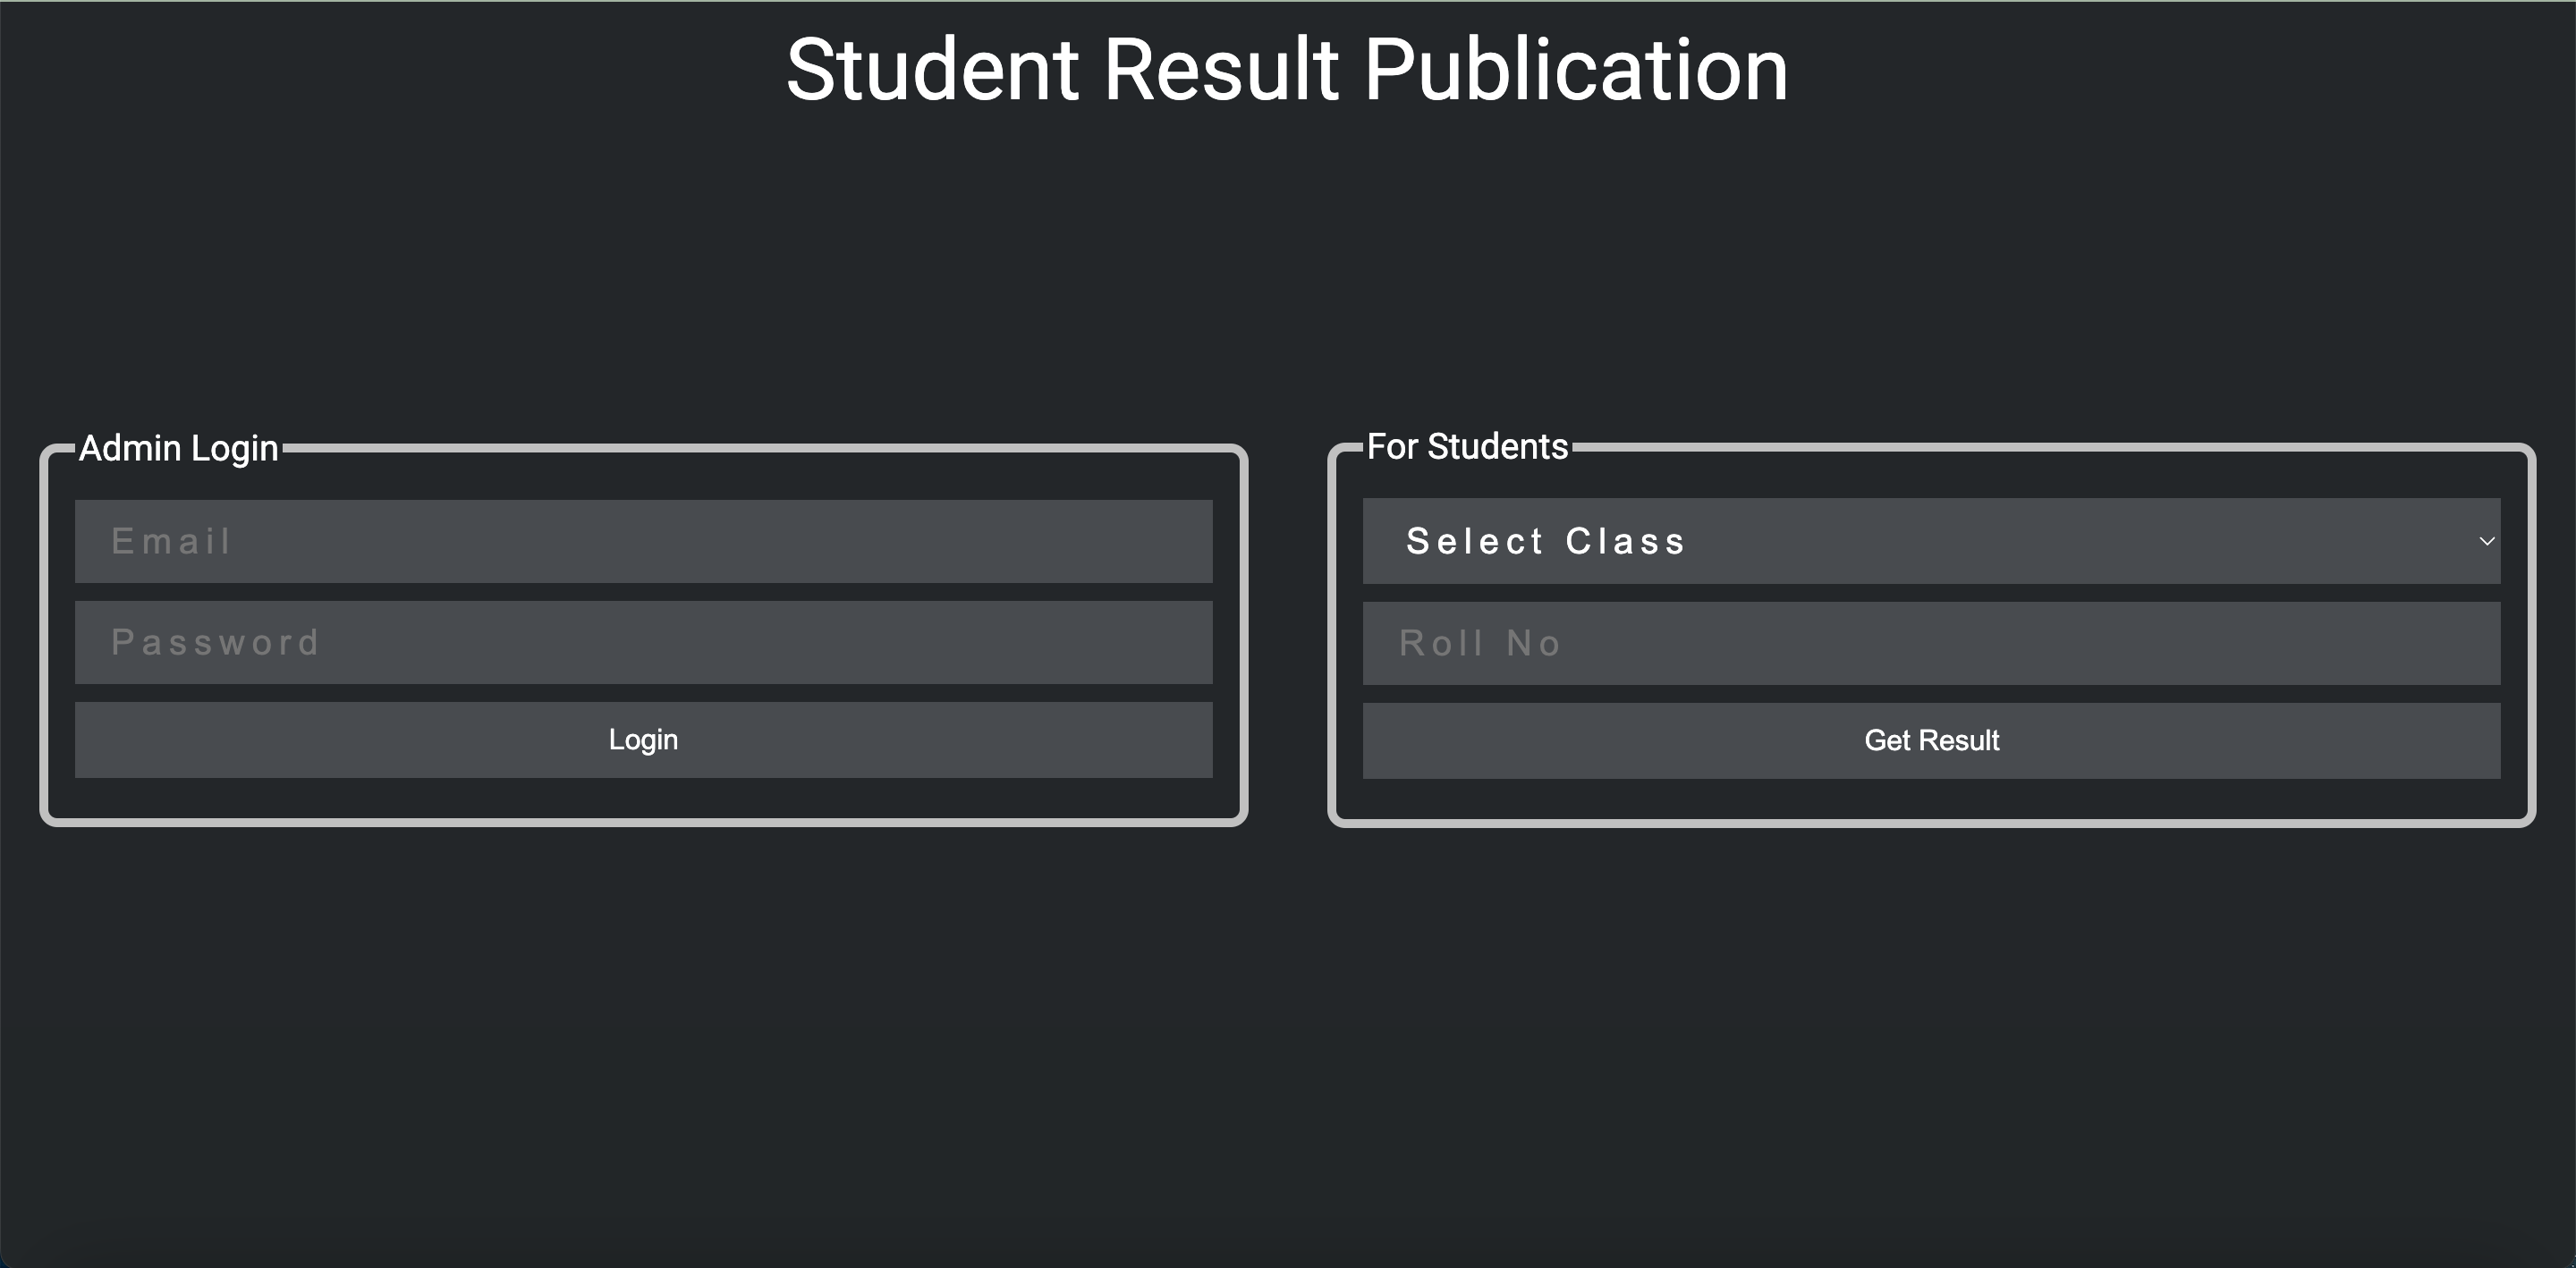 Student Result Publication
Admin Login
Email
Password
Login
For Students
Select Class
Roll No
Get Result